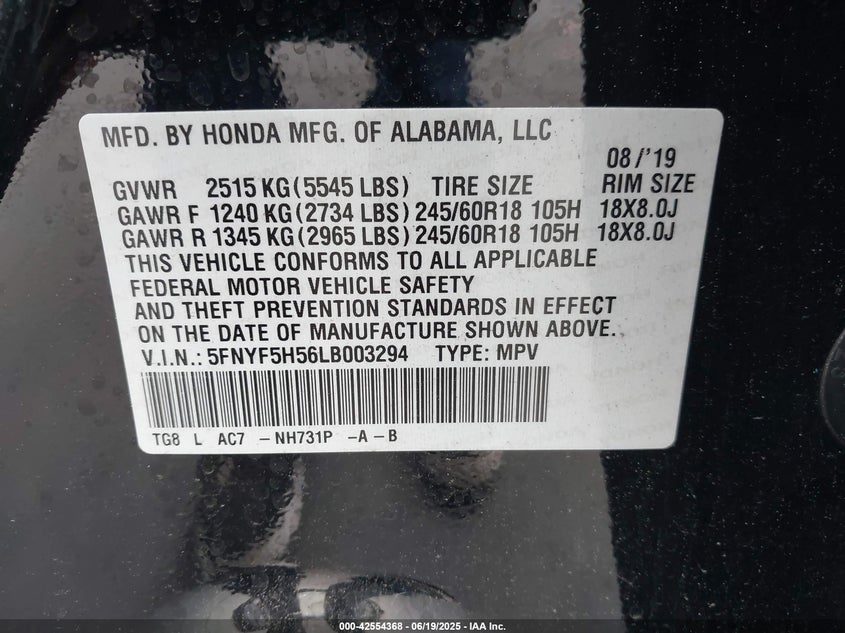 MFD. BY HONDA MFG. OF ALABAMA, LLC
08/'19
GVWR 2515 KG(5545 LBS) TIRE SIZE RIM SIZE
GAWR F 1240 KG(2734 LBS) 245/60R18 105H 18X8.0J
GAWR R 1345 KG(2965 LBS) 245/60R18 105H 18X8.0J
THIS VEHICLE CONFORMS TO ALL APPLICABLE
FEDERAL MOTOR VEHICLE SAFETY
AND THEFT PREVENTION STANDARDS IN EFFECT
ON THE DATE OF MANUFACTURE SHOWN ABOVE.
V.I.N.: 5FNYF5H56LB003294 TYPE: MPV
TG8 L AC7 -NH731P -A-B
000-42554368 - 06/19/2025 - IAA Inc.